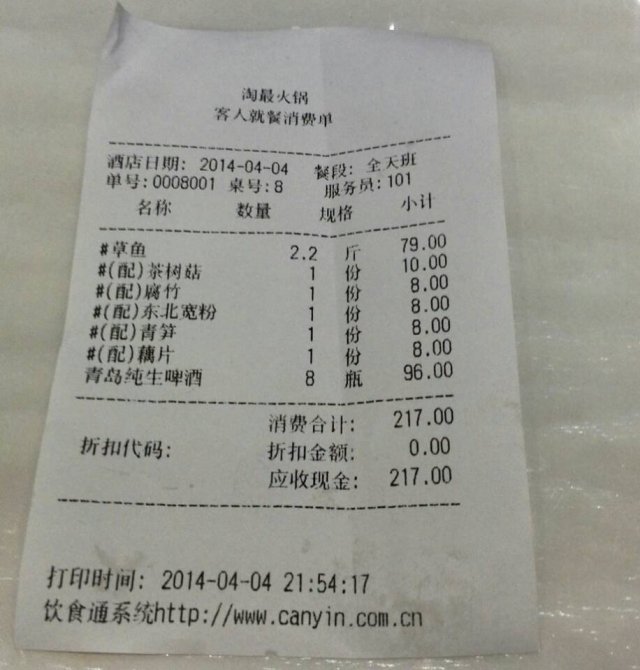 淘最火锅
客人就餐消费单
酒店日期: 2014-04-04 餐段: 全天班
单号:0008001 桌号:8 服务员:101
名称 数量 规格 小计
#草鱼 2.2 斤 79.00
#(配)茶树菇 1 份 10.00
#(配)腐竹 1 份 8.00
#(配)东北宽粉 1 份 8.00
#(配)青笋 1 份 8.00
#(配)藕片 1 份 8.00
青岛纯生啤酒 8 瓶 96.00
消费合计: 217.00
折扣代码: 折扣金额: 0.00
应收现金: 217.00
打印时间: 2014-04-04 21:54:17
饮食通系统http://www.canyin.com.cn